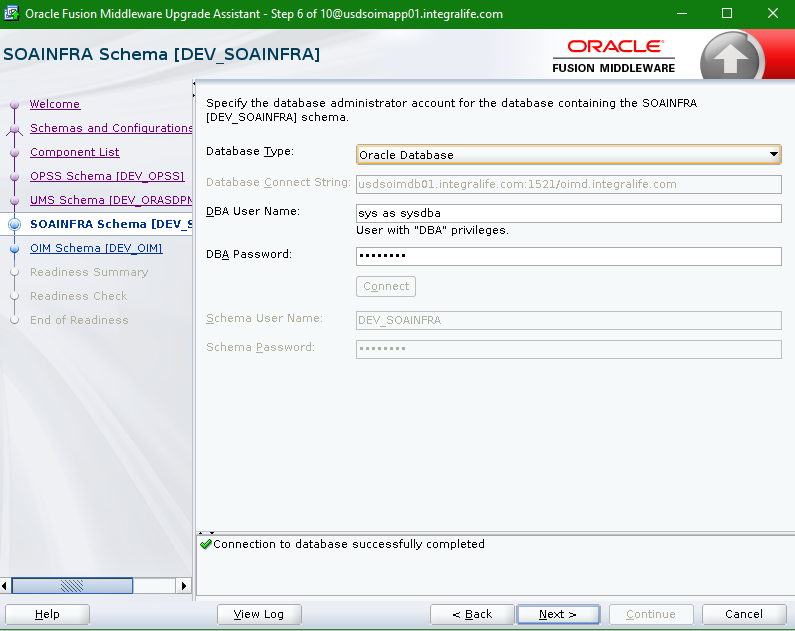 Oracle Fusion Middleware Upgrade Assistant - Step 6 of 10@usdsoimapp01.integralife.com
SOAINFRA Schema [DEV_SOAINFRA]
ORACLE
FUSION MIDDLEWARE
Welcome
Schemas and Configurations
Component List
OPSS Schema [DEV_OPSS]
UMS Schema [DEV_ORASDPM
SOAINFRA Schema [DEV_S
OIM Schema [DEV_OIM]
Readiness Summary
Readiness Check
End of Readiness
Specify the database administrator account for the database containing the SOAINFRA
[DEV_SOAINFRA] schema.
Database Type: Oracle Database
Database Connect String: usdsoimdb01.integralife.com:1521/oimd.integralife.com
DBA User Name: sys as sysdba
User with "DBA" privileges.
DBA Password: ••••••••
Connect
Schema User Name: DEV_SOAINFRA
Schema Password: ••••••••
Connection to database successfully completed
Help View Log < Back Next > Continue Cancel